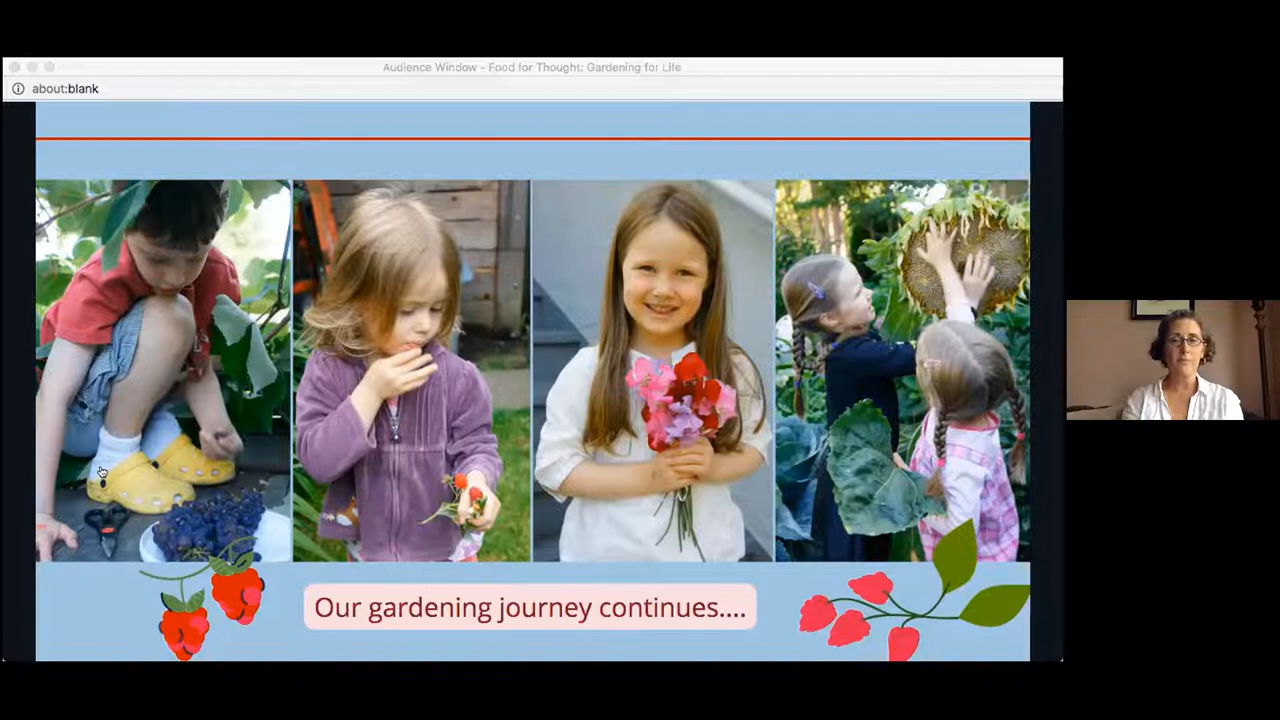 Audience Window - Food for Thought: Gardening for Life
about:blank
Our gardening journey continues....